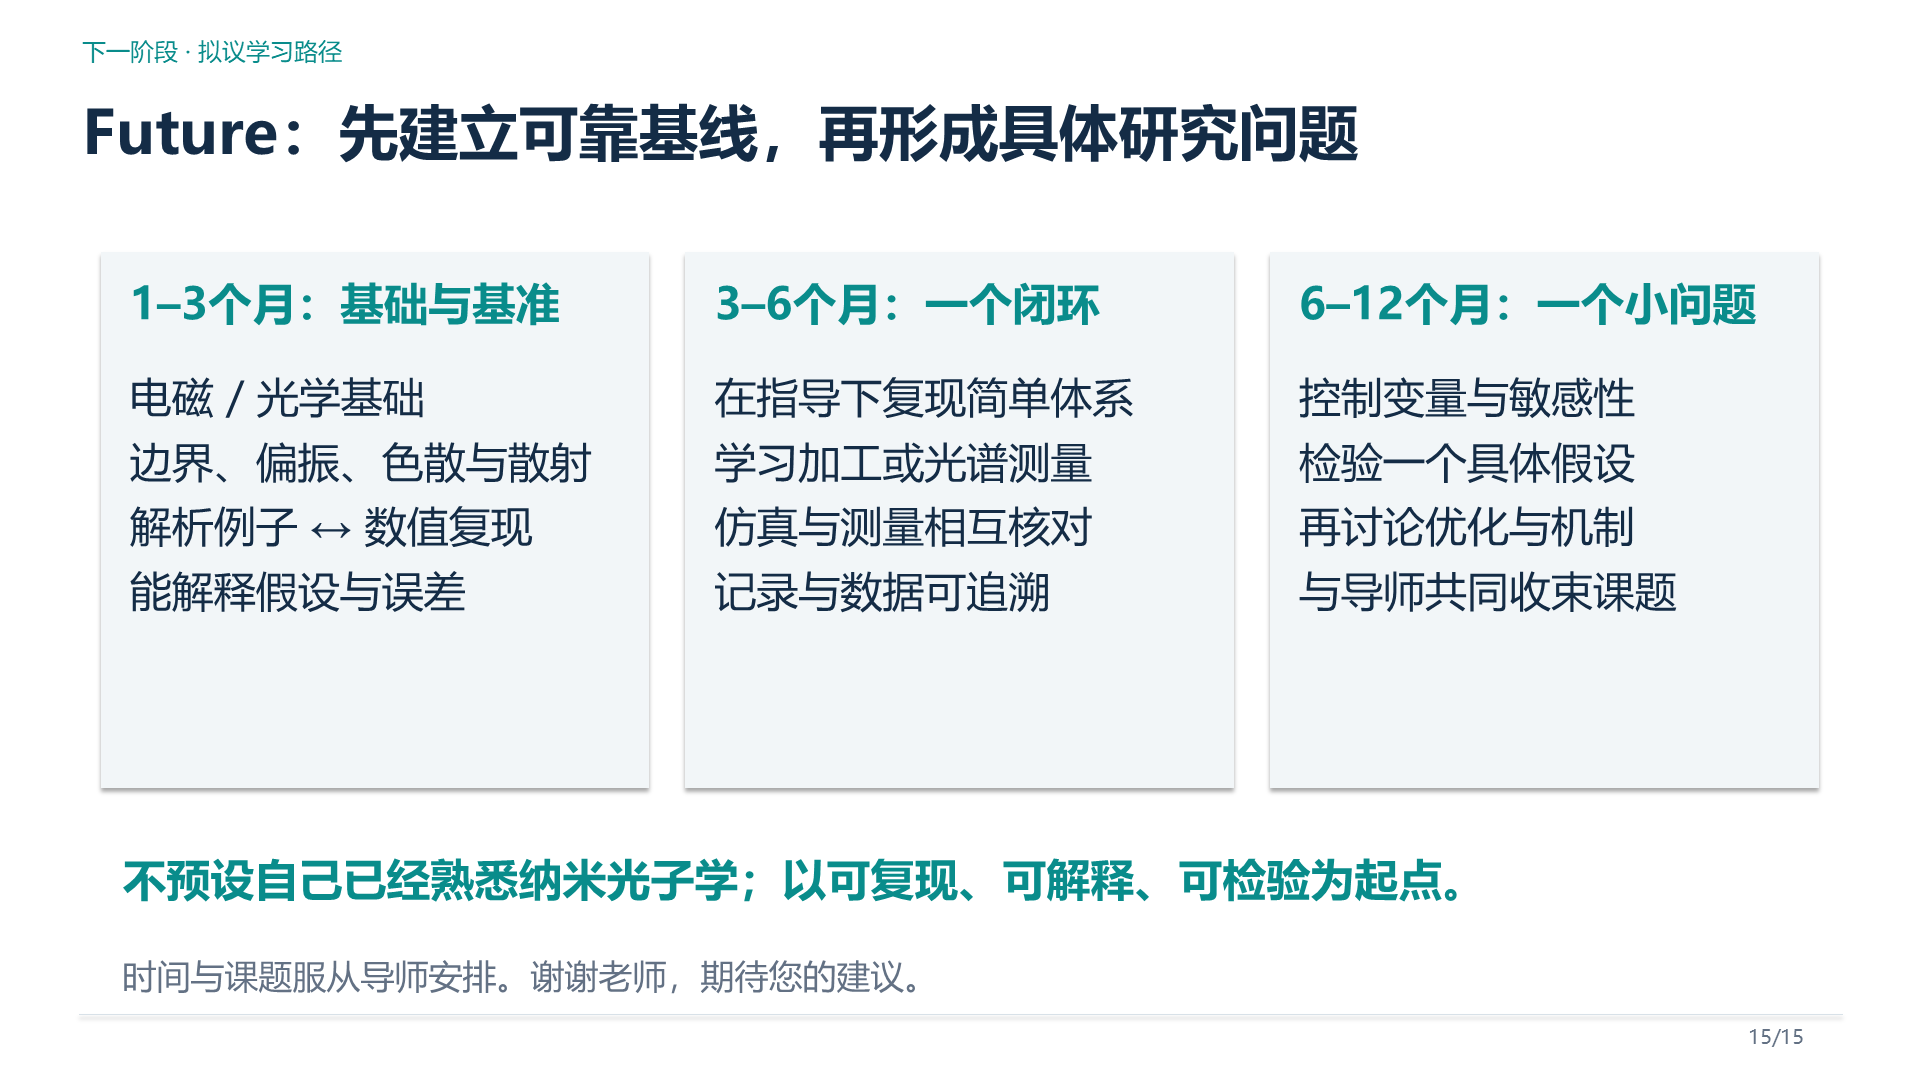 下一阶段 · 拟议学习路径
Future：先建立可靠基线，再形成具体研究问题
1–3个月：基础与基准
电磁 / 光学基础
边界、偏振、色散与散射
解析例子 ↔ 数值复现
能解释假设与误差
3–6个月：一个闭环
在指导下复现简单体系
学习加工或光谱测量
仿真与测量相互核对
记录与数据可追溯
6–12个月：一个小问题
控制变量与敏感性
检验一个具体假设
再讨论优化与机制
与导师共同收束课题
不预设自己已经熟悉纳米光子学；以可复现、可解释、可检验为起点。
时间与课题服从导师安排。谢谢老师，期待您的建议。
15/15